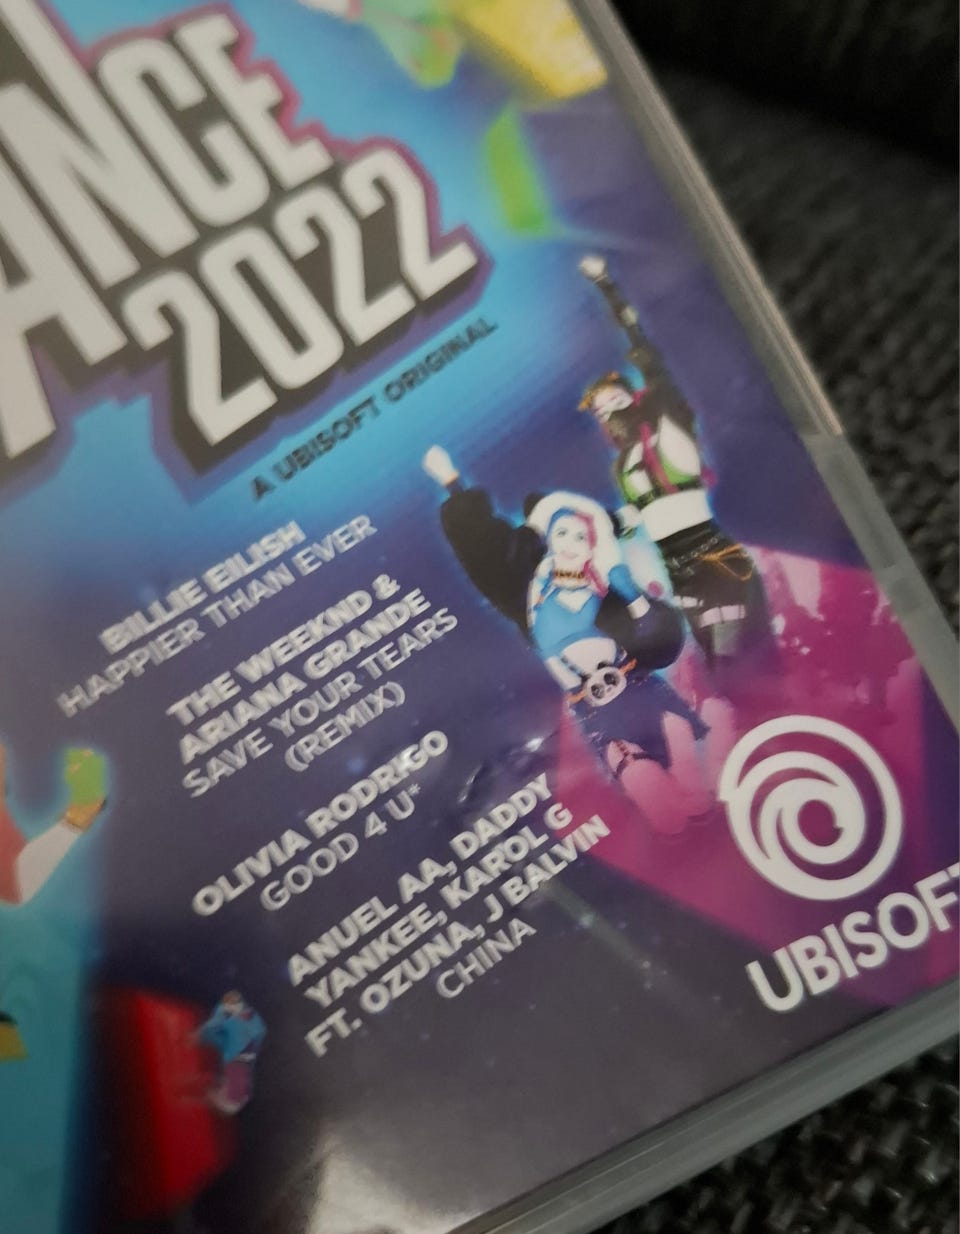 ANCE
2022
A UBISOFT ORIGINAL
BILLIE EILISH
HAPPIER THAN EVER
THE WEEKND &
ARIANA GRANDE
SAVE YOUR TEARS
(REMIX)
OLIVIA RODRIGO
GOOD 4 U*
ANUEL AA, DADDY
YANKEE, KAROL G
FT. OZUNA, J BALVIN
CHINA
UBISOFT